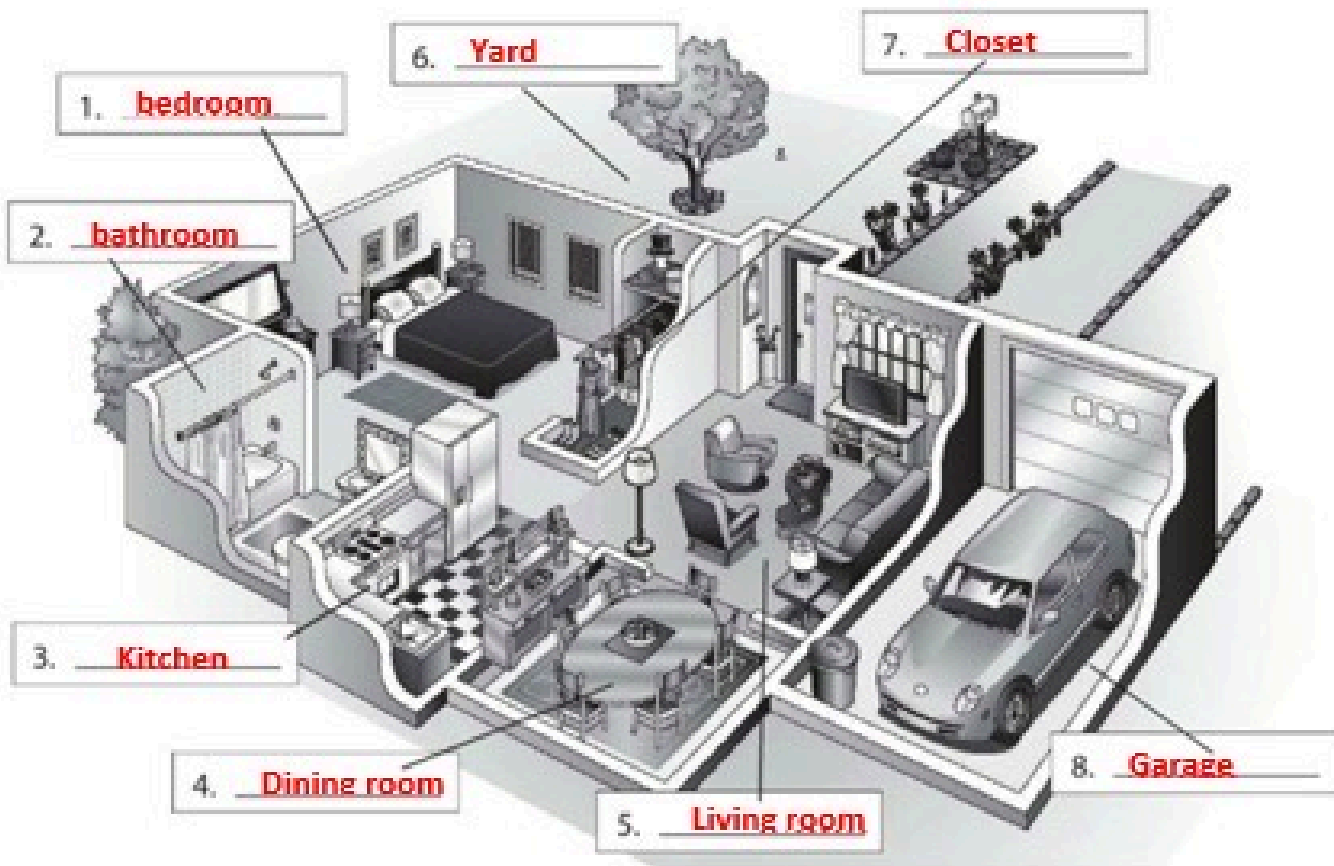 1. bedroom
2. bathroom
3. Kitchen
4. Dining room
5. Living room
6. Yard
7. Closet
8. Garage